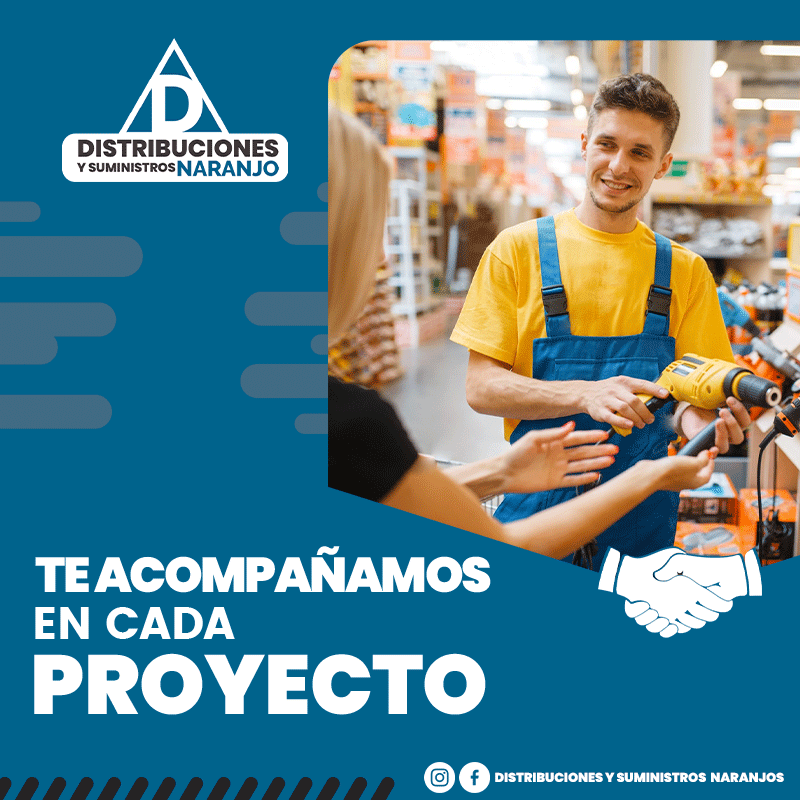 D
DISTRIBUCIONES
Y SUMINISTROS NARANJO
TE ACOMPAÑAMOS
EN CADA
PROYECTO
DISTRIBUCIONES Y SUMINISTROS NARANJOS